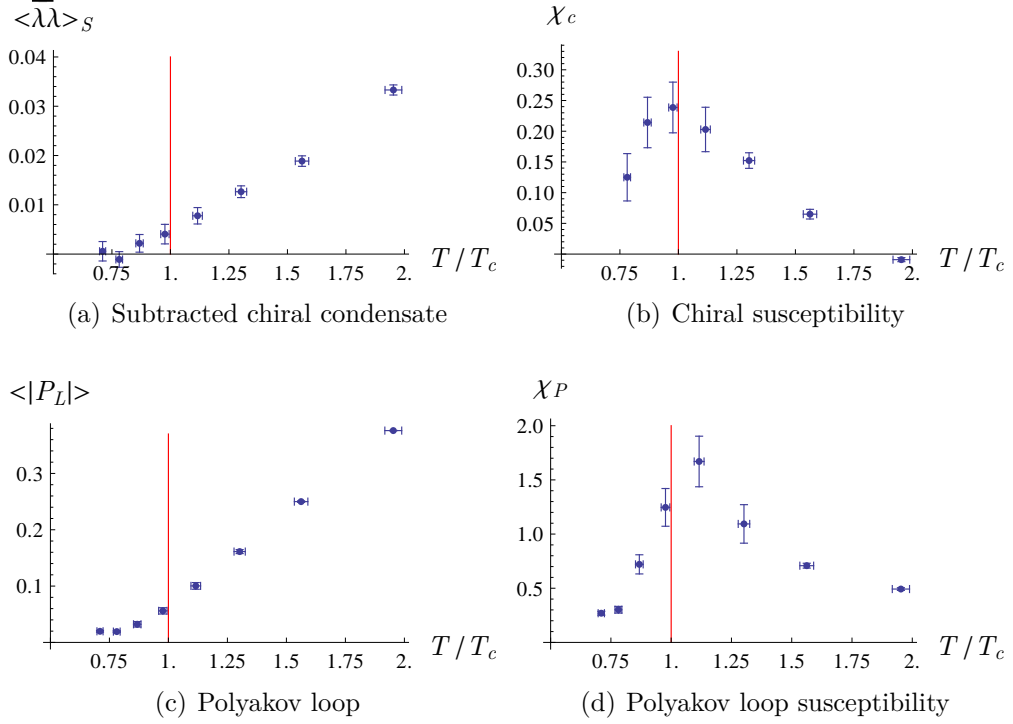 <λ̄λ>_S
0.04
0.03
0.02
0.01
0.75 1. 1.25 1.5 1.75 2.
T/T_c
(a) Subtracted chiral condensate
χ_c
0.30
0.25
0.20
0.15
0.10
0.05
0.75 1. 1.25 1.5 1.75 2.
T/T_c
(b) Chiral susceptibility
<|P_L|>
0.3
0.2
0.1
0.75 1. 1.25 1.5 1.75 2.
T/T_c
(c) Polyakov loop
χ_P
2.0
1.5
1.0
0.5
0.75 1. 1.25 1.5 1.75 2.
T/T_c
(d) Polyakov loop susceptibility